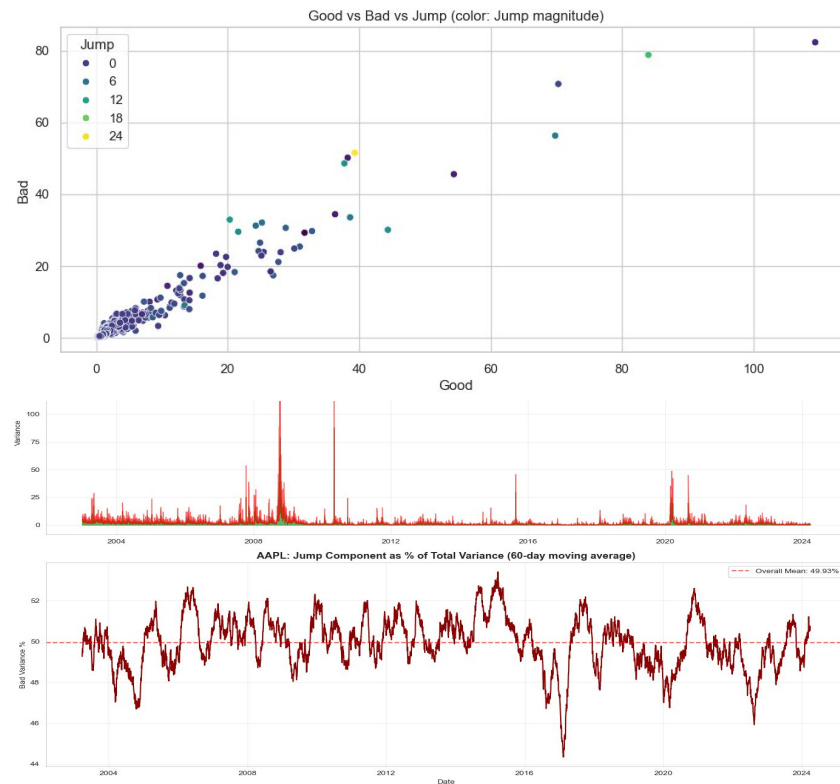 Good vs Bad vs Jump (color: Jump magnitude)
Jump
0
6
12
18
24
80
60
40
20
0
Bad
0 20 40 60 80 100
Good
100
75
50
25
0
Variance
2004 2008 2012 2016 2020 2024
AAPL: Jump Component as % of Total Variance (60-day moving average)
Overall Mean: 49.93%
52
50
48
46
44
Bad Variance %
2004 2008 2012 2016 2020 2024
Date